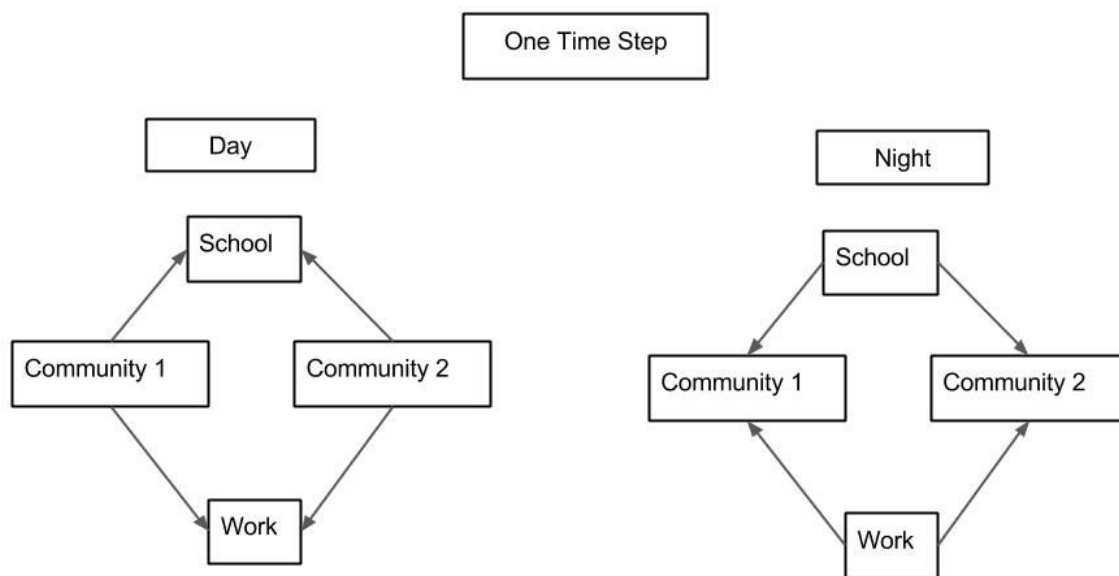 One Time Step
Day
School
Community 1
Community 2
Work
Night
School
Community 1
Community 2
Work